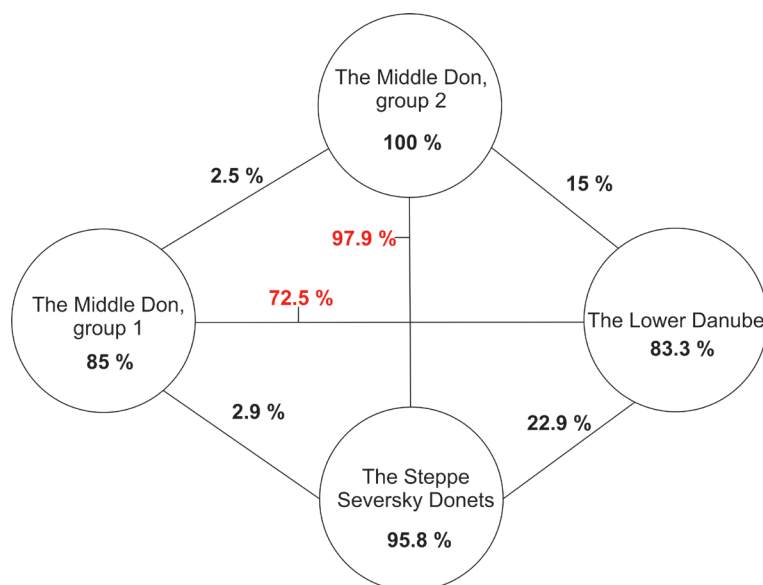 The Middle Don,
group 2
100 %
2.5 %
15 %
97.9 %
72.5 %
The Middle Don,
group 1
85 %
The Lower Danube
83.3 %
2.9 %
22.9 %
The Steppe
Seversky Donets
95.8 %